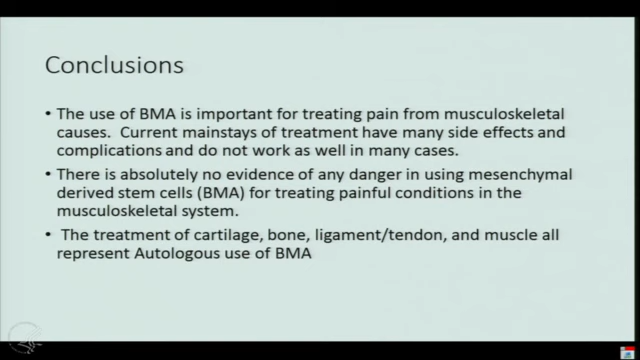 Conclusions
• The use of BMA is important for treating pain from musculoskeletal
causes. Current mainstays of treatment have many side effects and
complications and do not work as well in many cases.
• There is absolutely no evidence of any danger in using mesenchymal
derived stem cells (BMA) for treating painful conditions in the
musculoskeletal system.
• The treatment of cartilage, bone, ligament/tendon, and muscle all
represent Autologous use of BMA